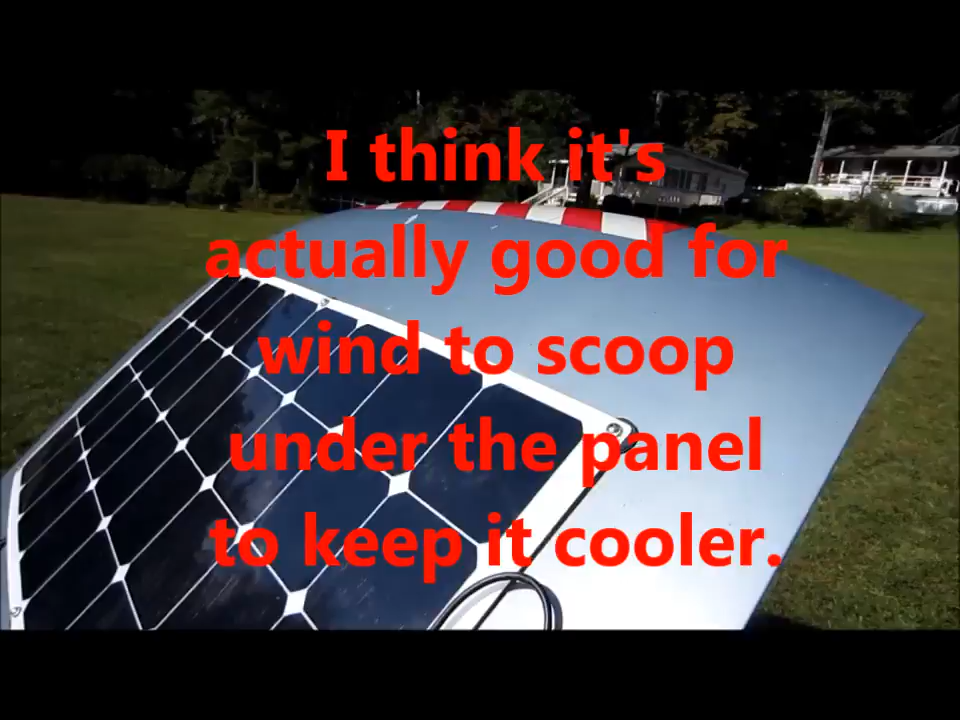 I think it's
actually good for
wind to scoop
under the panel
to keep it cooler.